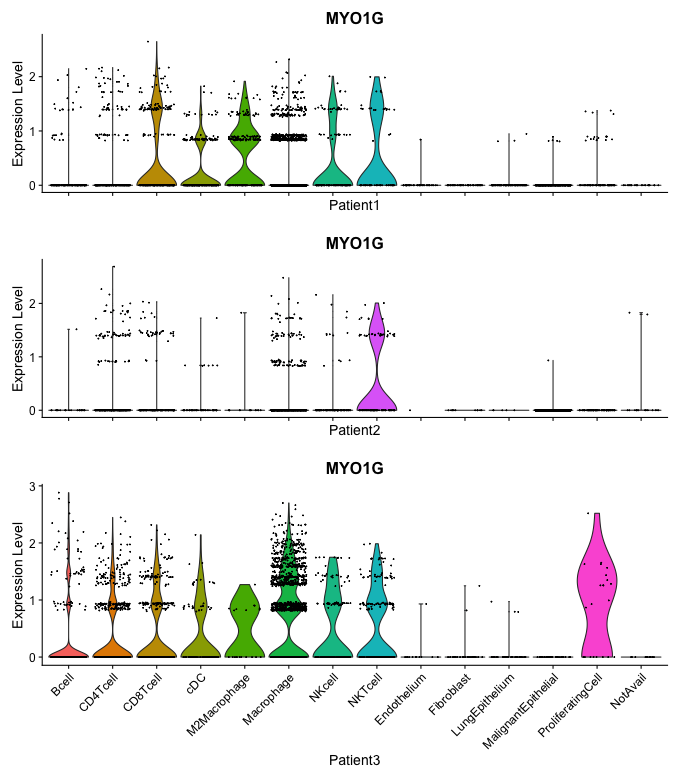 MYO1G
Expression Level
2
1
0
Patient1
MYO1G
Expression Level
2
1
0
Patient2
MYO1G
Expression Level
3
2
1
0
Bcell
CD4Tcell
CD8Tcell
cDC
M2Macrophage
Macrophage
NKcell
NKTcell
Endothelium
Fibroblast
LungEpithelium
MalignantEpithelial
ProliferatingCell
NotAvail
Patient3